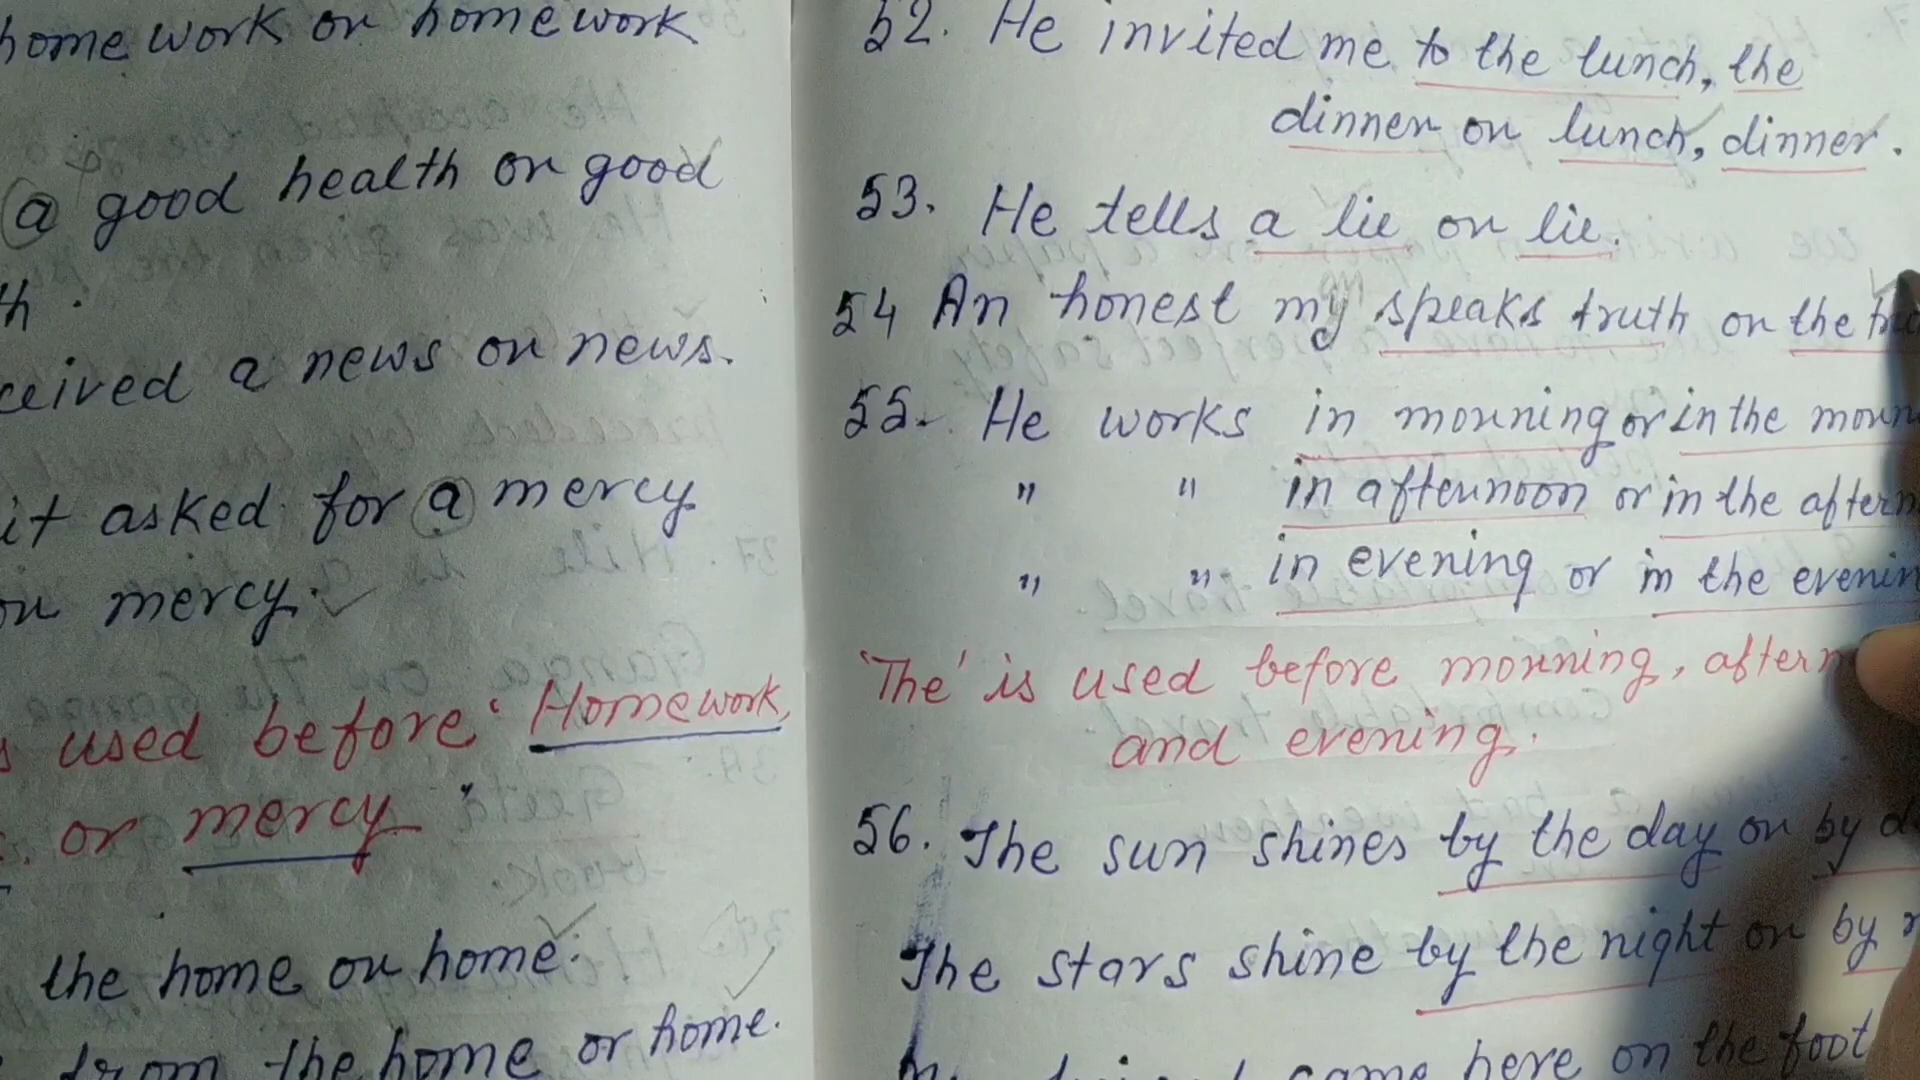 home work or homework
a good health or good
th.
ceived a news or news.
it asked for a mercy
or mercy.
s used before 'Homework,
or mercy"
the home or home.
from the home or home.
52. He invited me to the lunch, the
dinner or lunch, dinner.
53. He tells a lie or lie.
54 An honest my speaks truth or the
55. He works in morning or in the morn
" " in afternoon or in the aftern
" " in evening or in the evenin
'The' is used before morning, aftern
and evening.
56. The sun shines by the day or by d
The stars shine by the night or by n
came here on the foot